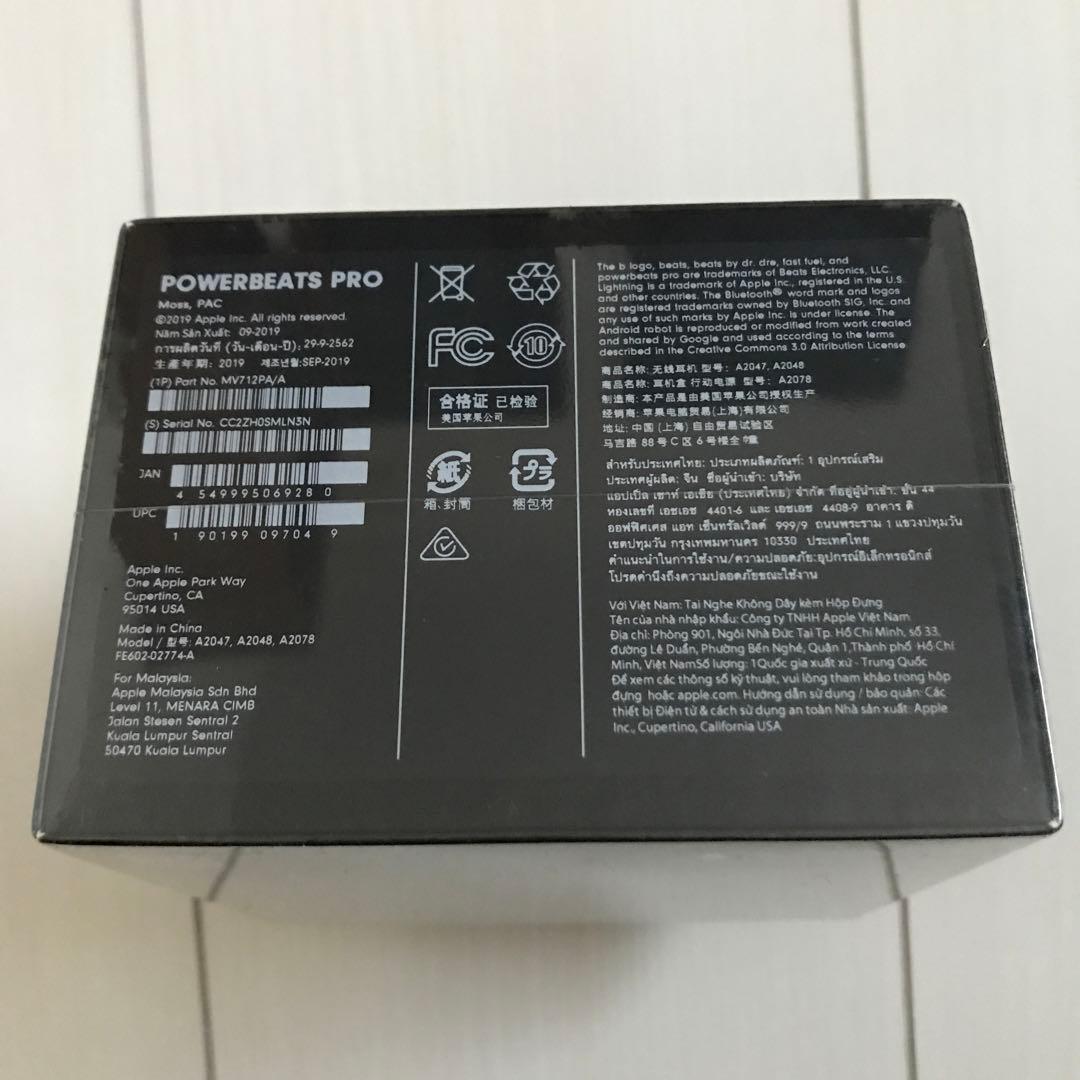 POWERBEATS PRO
Moss, PAC
©2019 Apple Inc. All rights reserved.
Năm Sản Xuất: 09-2019
การผลิตวันที่ (วัน-เดือน-ปี): 29-9-2562
生產年期: 2019 제조년월:SEP-2019
(1P) Part No. MV712PA/A
(S) Serial No. CC2ZH0SMLN3N
JAN
4 549995 069280
UPC
1 90199 09704 9
Apple Inc.
One Apple Park Way
Cupertino, CA
95014 USA
Made in China
Model / 型号: A2047, A2048, A2078
FE602-02774-A
For Malaysia:
Apple Malaysia Sdn Bhd
Level 11, MENARA CIMB
Jalan Stesen Sentral 2
Kuala Lumpur Sentral
50470 Kuala Lumpur
FC
10
合格证 已检验
美国苹果公司
紙
プラ
箱、封筒
梱包材
The b logo, beats, beats by dr. dre, fast fuel, and
powerbeats pro are trademarks of Beats Electronics, LLC.
Lightning is a trademark of Apple Inc., registered in the U.S.
and other countries. The Bluetooth® word mark and logos
are registered trademarks owned by Bluetooth SIG, Inc. and
any use of such marks by Apple Inc. is under license. The
Android robot is reproduced or modified from work created
and shared by Google and used according to the terms
described in the Creative Commons 3.0 Attribution License.
商品名称: 无线耳机 型号: A2047, A2048
商品名称: 耳机盒 行动电源 型号: A2078
制造商: 本产品是由美国苹果公司授权生产
经销商: 苹果电脑贸易(上海)有限公司
地址: 中国 (上海) 自由贸易试验区
马吉路 88 号 C 区 6 号楼全幢
สำหรับประเทศไทย: ประเภทผลิตภัณฑ์: 1 อุปกรณ์เสริม
ประเทศผู้ผลิต: จีน ชื่อผู้นำเข้า: บริษัท
แอปเปิล เซาท์ เอเชีย (ประเทศไทย) จำกัด ที่อยู่ผู้นำเข้า: ชั้น 44
ห้องเลขที่ เอชเอช 4401-6 และ เอชเอช 4408-9 อาคาร ดิ
ออฟฟิศเศส แอท เซ็นทรัลเวิลด์ 999/9 ถนนพระราม 1 แขวงปทุมวัน
เขตปทุมวัน กรุงเทพมหานคร 10330 ประเทศไทย
คำแนะนำในการใช้งาน/ความปลอดภัย:อุปกรณ์อิเล็กทรอนิกส์
โปรดคำนึงถึงความปลอดภัยขณะใช้งาน
Với Việt Nam: Tai Nghe Không Dây kèm Hộp Đựng
Tên của nhà nhập khẩu: Công ty TNHH Apple Việt Nam
Địa chỉ: Phòng 901, Ngôi Nhà Đức Tại Tp. Hồ Chí Minh, số 33,
đường Lê Duẩn, Phường Bến Nghé, Quận 1,Thành phố Hồ Chí
Minh, Việt NamSố lượng: 1Quốc gia xuất xứ - Trung Quốc
Để xem các thông số kỹ thuật, vui lòng tham khảo trong hộp
đựng hoặc apple.com. Hướng dẫn sử dụng / bảo quản: Các
thiết bị Điện tử & cách sử dụng an toàn Nhà sản xuất: Apple
Inc., Cupertino, California USA